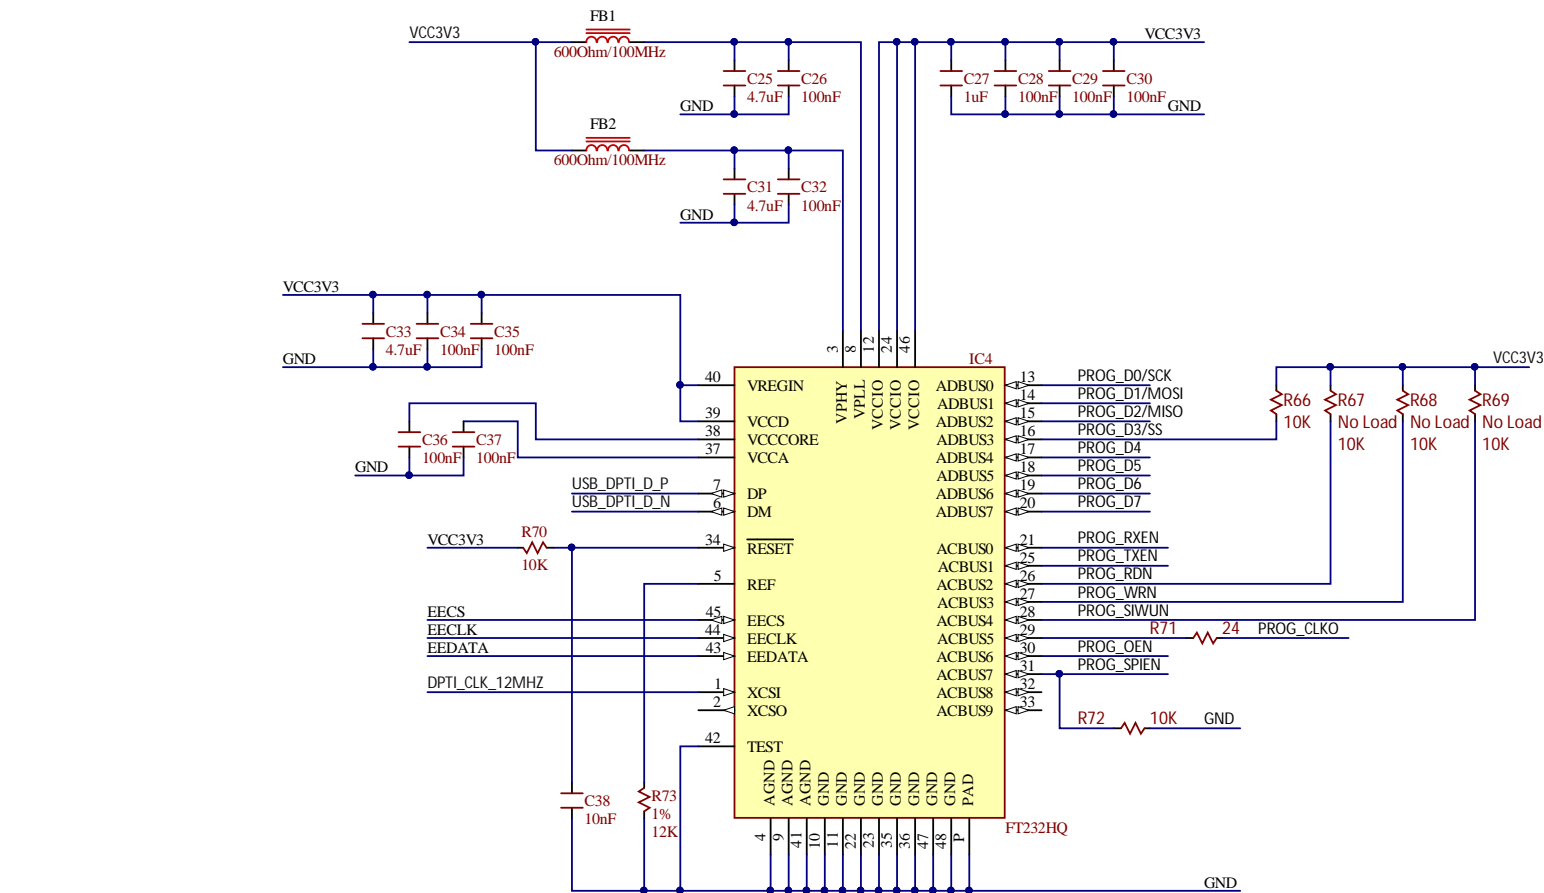 FB1
VCC3V3
600Ohm/100MHz
C25
4.7uF
C26
100nF
GND
VCC3V3
C27
1uF
C28
100nF
C29
100nF
C30
100nF
GND
FB2
600Ohm/100MHz
C31
4.7uF
C32
100nF
GND
VCC3V3
C33
4.7uF
C34
100nF
C35
100nF
GND
C36
100nF
C37
100nF
GND
USB_DPTI_D_P
USB_DPTI_D_N
VCC3V3
R70
10K
EECS
EECLK
EEDATA
DPTI_CLK_12MHZ
C38
10nF
R73
1%
12K
IC4
3 VPHY
8 VPLL
12 VCCIO
24 VCCIO
46 VCCIO
40 VREGIN
39 VCCD
38 VCCCORE
37 VCCA
7 DP
6 DM
34 RESET
5 REF
45 EECS
44 EECLK
43 EEDATA
1 XCSI
2 XCSO
42 TEST
ADBUS0 13 PROG_D0/SCK
ADBUS1 14 PROG_D1/MOSI
ADBUS2 15 PROG_D2/MISO
ADBUS3 16 PROG_D3/SS
ADBUS4 17 PROG_D4
ADBUS5 18 PROG_D5
ADBUS6 19 PROG_D6
ADBUS7 20 PROG_D7
ACBUS0 21 PROG_RXEN
ACBUS1 25 PROG_TXEN
ACBUS2 26 PROG_RDN
ACBUS3 27 PROG_WRN
ACBUS4 28 PROG_SIWUN
ACBUS5 29 R71 24 PROG_CLKO
ACBUS6 30 PROG_OEN
ACBUS7 31 PROG_SPIEN
ACBUS8 32
ACBUS9 33
R72 10K GND
VCC3V3
R66
10K
R67
No Load
10K
R68
No Load
10K
R69
No Load
10K
AGND 4
AGND 9
AGND 41
GND 10
GND 11
GND 22
GND 23
GND 35
GND 36
GND 47
GND 48
PAD P
FT232HQ
GND